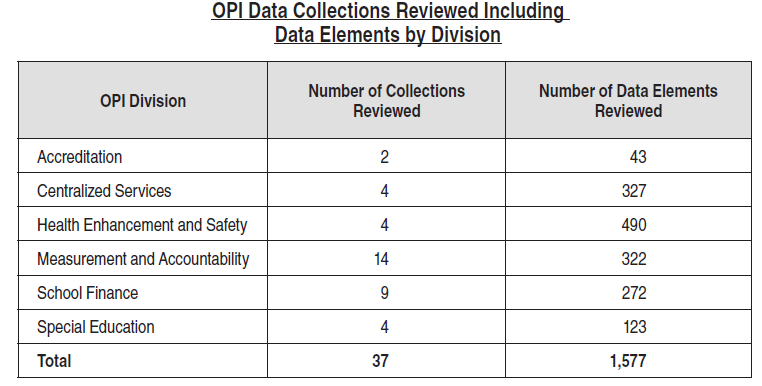 OPI Data Collections Reviewed Including
Data Elements by Division
OPI Division
Number of Collections
Reviewed
Number of Data Elements
Reviewed
Accreditation 2 43
Centralized Services 4 327
Health Enhancement and Safety 4 490
Measurement and Accountability 14 322
School Finance 9 272
Special Education 4 123
Total 37 1,577